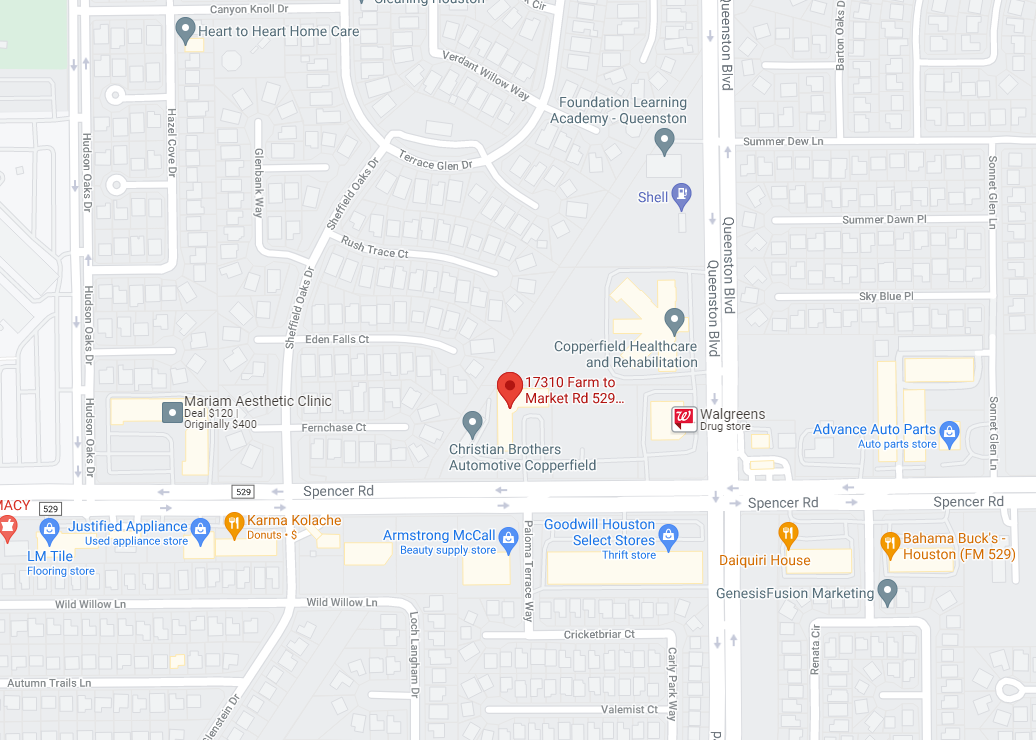 Canyon Knoll Dr
Cleaning Houston
Cir
Heart to Heart Home Care
Verdant Willow Way
Queenston Blvd
Barton Oaks D
Foundation Learning
Academy - Queenston
Hudson Oaks Dr
Hazel Cove Dr
Glenbank Way
Sheffield Oaks Dr
Terrace Glen Dr
Summer Dew Ln
Sonnet Glen Ln
Shell
Summer Dawn Pl
Rush Trace Ct
Queenston Blvd
Queenston Blvd
Hudson Oaks Dr
Sheffield Oaks Dr
Sky Blue Pl
Eden Falls Ct
Copperfield Healthcare
and Rehabilitation
17310 Farm to
Market Rd 529...
Mariam Aesthetic Clinic
Deal $120 |
Originally $400
Hudson Oaks Dr
Fernchase Ct
Christian Brothers
Automotive Copperfield
Walgreens
Drug store
Advance Auto Parts
Auto parts store
Sonnet Glen Ln
529
Spencer Rd
Spencer Rd
Spencer Rd
MACY
529
Justified Appliance
Used appliance store
Karma Kolache
Donuts • $
LM Tile
Flooring store
Armstrong McCall
Beauty supply store
Paloma Terrace Way
Goodwill Houston
Select Stores
Thrift store
Daiquiri House
Bahama Buck's -
Houston (FM 529)
GenesisFusion Marketing
Wild Willow Ln
Wild Willow Ln
Loch Langham Dr
Cricketbriar Ct
Carly Park Way
Renata Cir
Autumn Trails Ln
Glenstein Dr
Valemist Ct